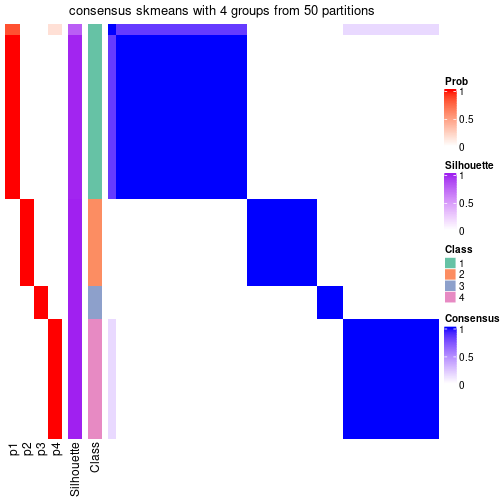 consensus skmeans with 4 groups from 50 partitions
Prob
1
0.5
0
Silhouette
1
0.5
0
Class
1
2
3
4
Consensus
1
0.5
0
p1
p2
p3
p4
Silhouette
Class